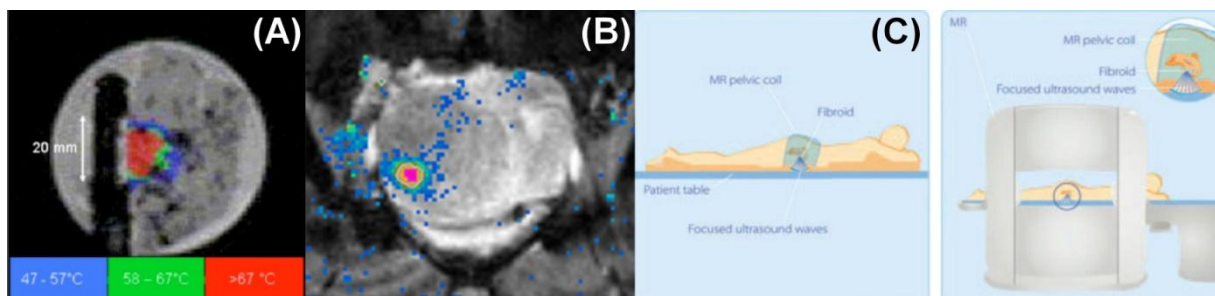 (A)
20 mm
47 - 57°C
58 – 67°C
>67 °C
(B)
(C)
MR pelvic coil
Fibroid
Patient table
Focused ultrasound waves
MR
MR pelvic coil
Fibroid
Focused ultrasound waves